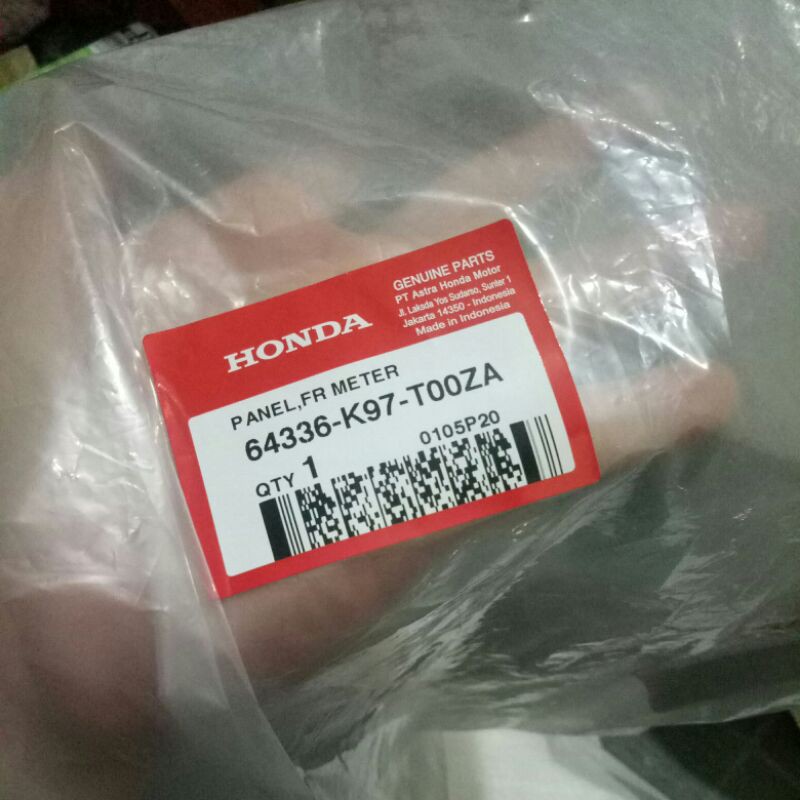 HONDA
GENUINE PARTS
PT Astra Honda Motor
Jl. Laksda Yos Sudarso, Sunter 1
Jakarta 14350 - Indonesia
Made in Indonesia
PANEL,FR METER
64336-K97-T00ZA
QTY 1
0105P20